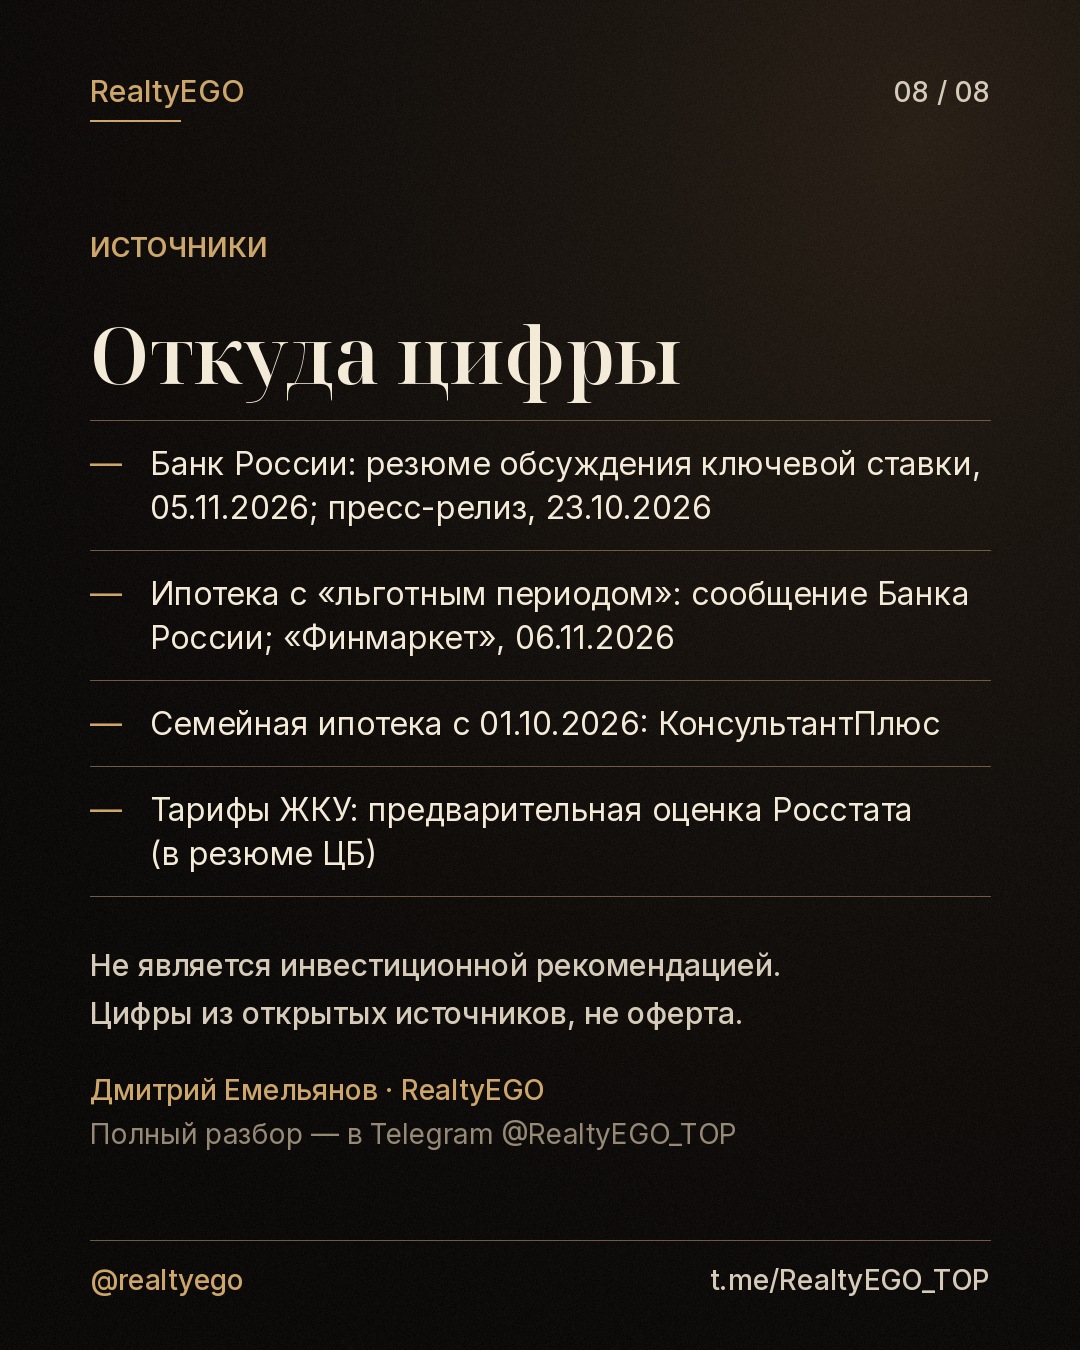 RealtyEGO
08 / 08
ИСТОЧНИКИ
Откуда цифры
— Банк России: резюме обсуждения ключевой ставки,
05.11.2026; пресс-релиз, 23.10.2026
— Ипотека с «льготным периодом»: сообщение Банка
России; «Финмаркет», 06.11.2026
— Семейная ипотека с 01.10.2026: КонсультантПлюс
— Тарифы ЖКУ: предварительная оценка Росстата
(в резюме ЦБ)
Не является инвестиционной рекомендацией.
Цифры из открытых источников, не оферта.
Дмитрий Емельянов · RealtyEGO
Полный разбор — в Telegram @RealtyEGO_TOP
@realtyego
t.me/RealtyEGO_TOP